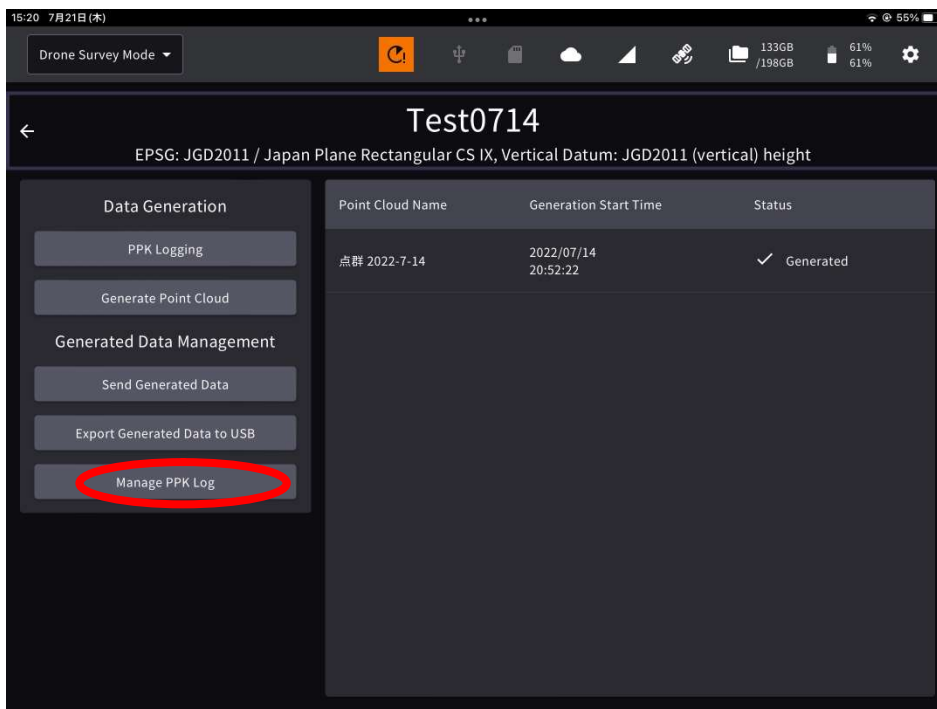 15:20 7月21日(木)
55%
Drone Survey Mode
133GB
/198GB
61%
61%
Test0714
EPSG: JGD2011 / Japan Plane Rectangular CS IX, Vertical Datum: JGD2011 (vertical) height
Data Generation
PPK Logging
Generate Point Cloud
Generated Data Management
Send Generated Data
Export Generated Data to USB
Manage PPK Log
Point Cloud Name Generation Start Time Status
点群 2022-7-14
2022/07/14
20:52:22
Generated